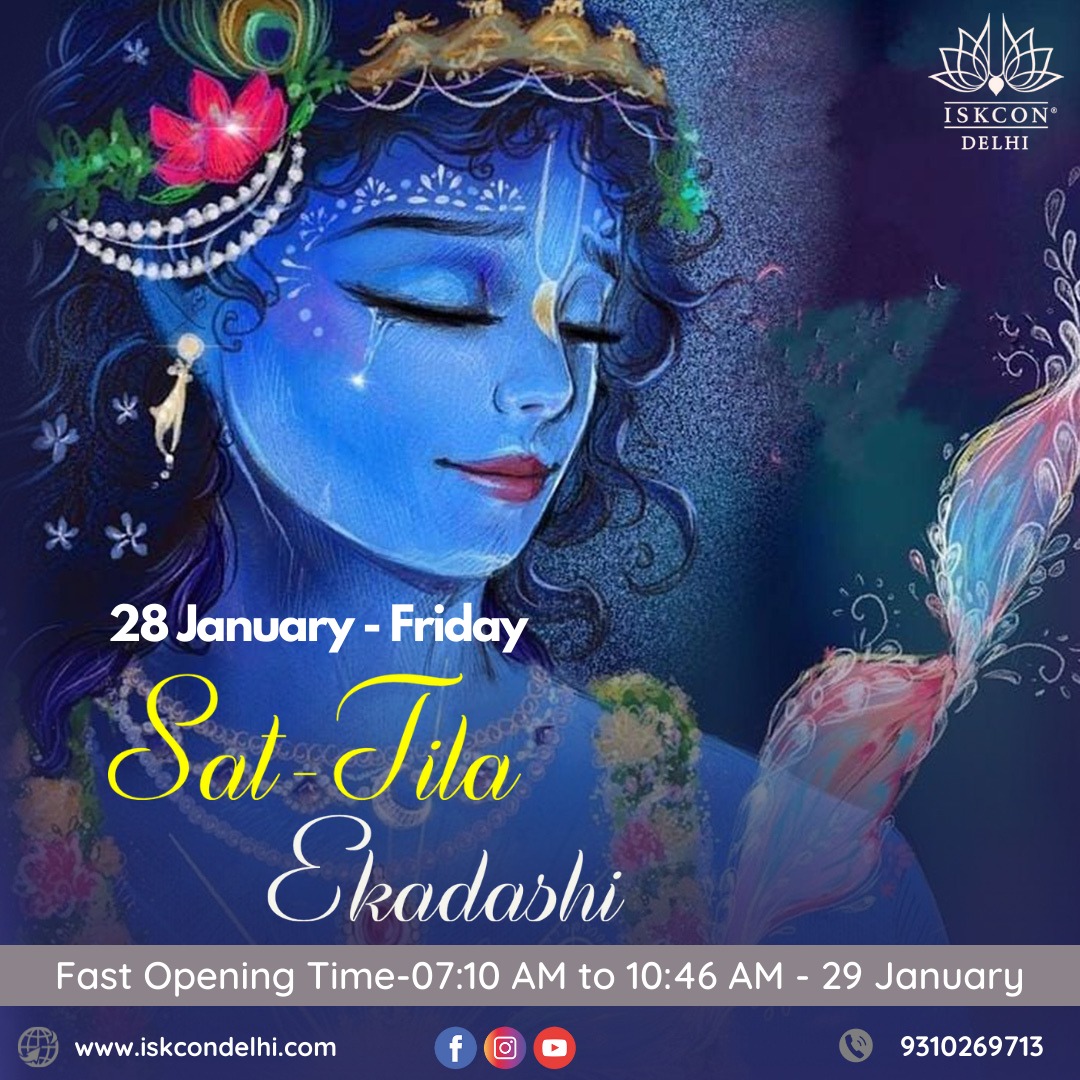 ISKCON®
DELHI
28 January - Friday
Sat-Tila
Ekadashi
Fast Opening Time-07:10 AM to 10:46 AM - 29 January
www.iskcondelhi.com
9310269713